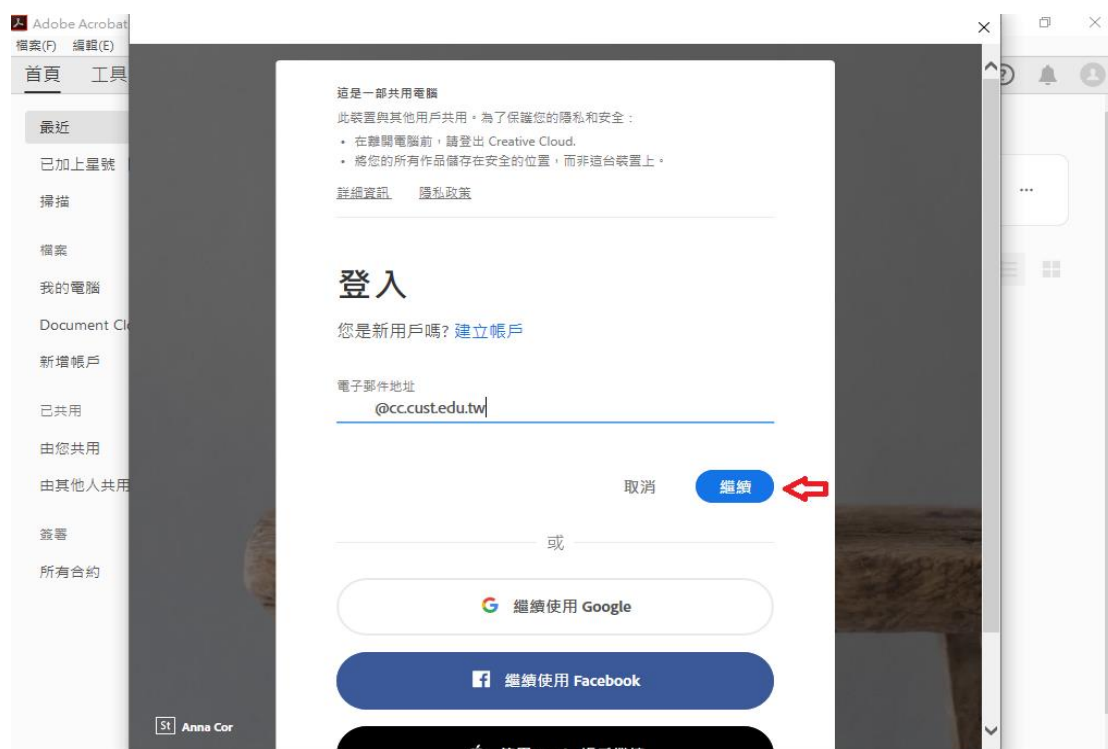 Adobe Acrobat
檔案(F) 編輯(E)
首頁 工具
最近
已加上星號
掃描
檔案
我的電腦
Document Cl
新增帳戶
已共用
由您共用
由其他人共用
簽署
所有合約
這是一部共用電腦
此裝置與其他用戶共用。為了保護您的隱私和安全：
• 在離開電腦前，請登出 Creative Cloud.
• 將您的所有作品儲存在安全的位置，而非這台裝置上。
詳細資訊 隱私政策
登入
您是新用戶嗎? 建立帳戶
電子郵件地址
@cc.cust.edu.tw
取消 繼續
或
繼續使用 Google
繼續使用 Facebook
St Anna Cor